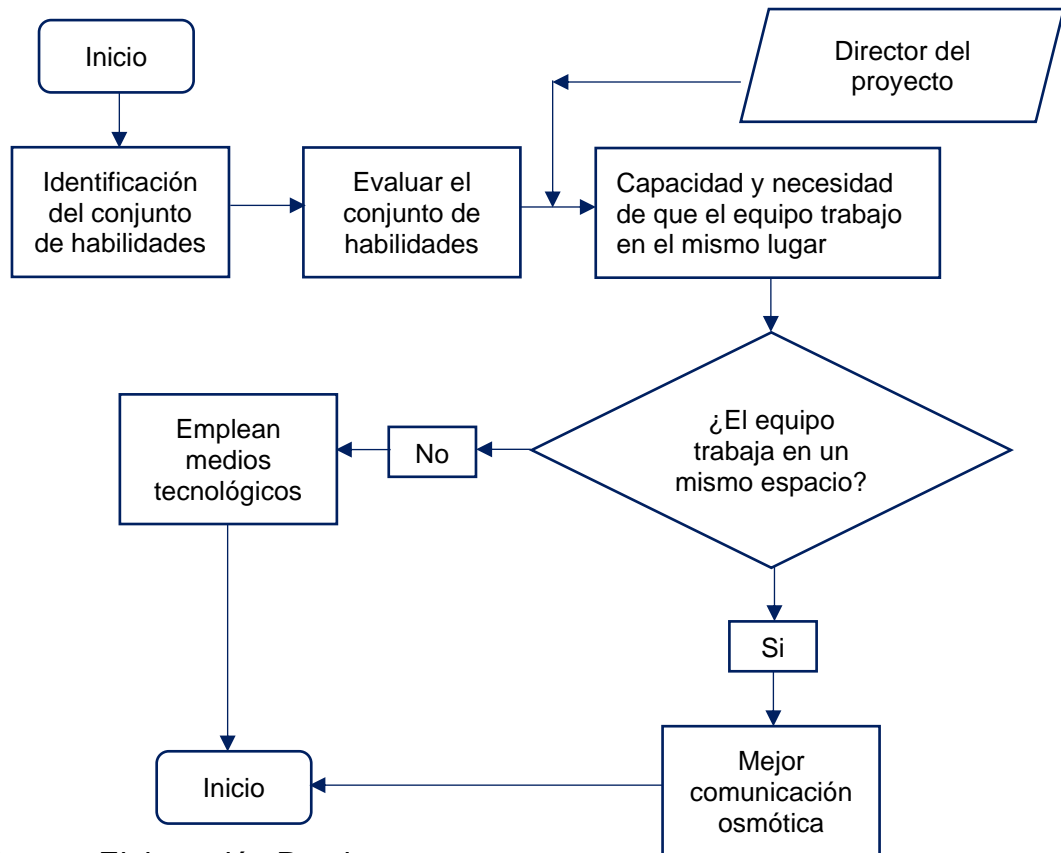 Inicio
Director del
proyecto
Identificación
del conjunto
de habilidades
Evaluar el
conjunto de
habilidades
Capacidad y necesidad
de que el equipo trabajo
en el mismo lugar
¿El equipo
trabaja en un
mismo espacio?
No
Emplean
medios
tecnológicos
Si
Mejor
comunicación
osmótica
Inicio